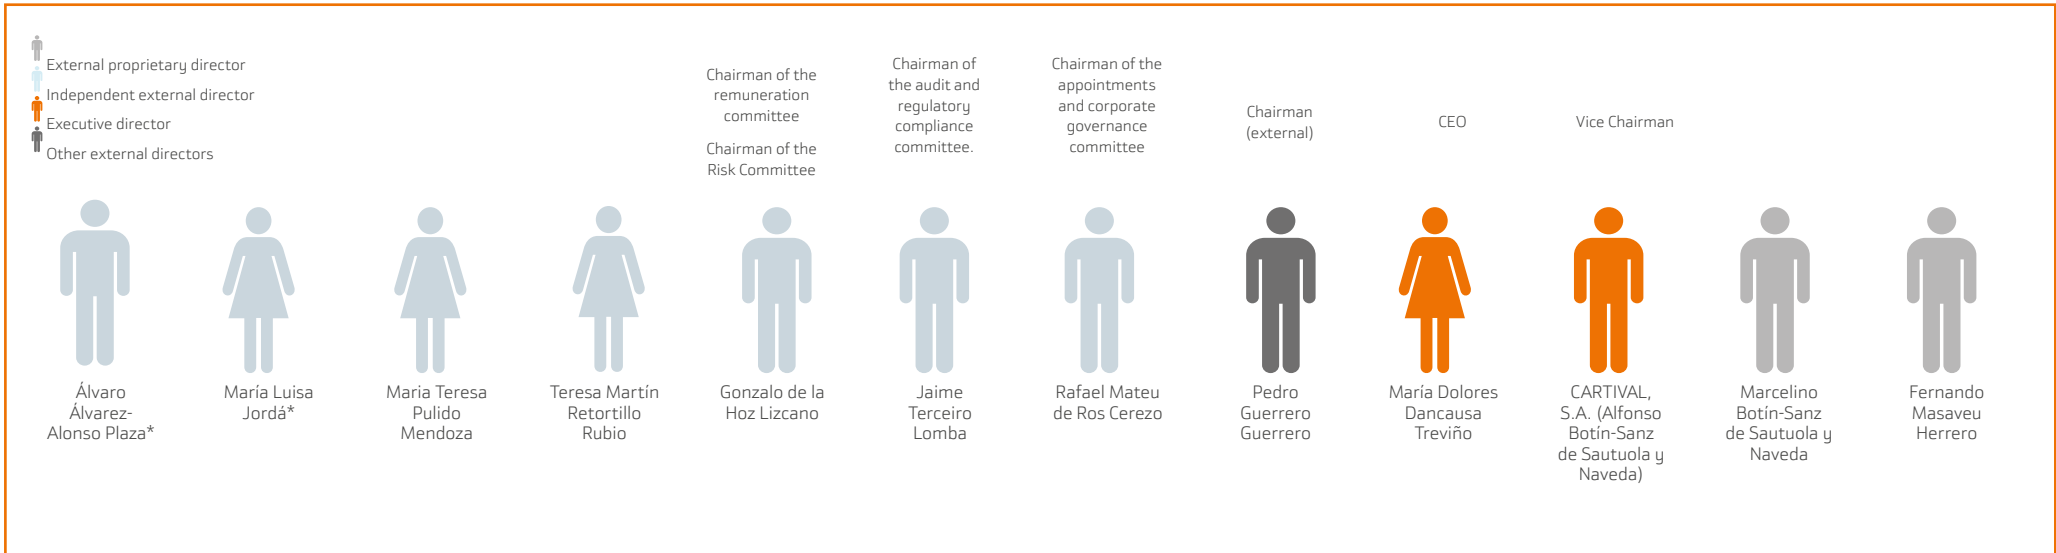 External proprietary director
Independent external director
Executive director
Other external directors
Chairman of the
remuneration
committee
Chairman of the
Risk Committee
Chairman of
the audit and
regulatory
compliance
committee.
Chairman of the
appointments
and corporate
governance
committee
Chairman
(external)
CEO
Vice Chairman
Álvaro
Álvarez-
Alonso Plaza*
María Luisa
Jordá*
Maria Teresa
Pulido
Mendoza
Teresa Martín
Retortillo
Rubio
Gonzalo de la
Hoz Lizcano
Jaime
Terceiro
Lomba
Rafael Mateu
de Ros Cerezo
Pedro
Guerrero
Guerrero
María Dolores
Dancausa
Treviño
CARTIVAL,
S.A. (Alfonso
Botín-Sanz
de Sautuola y
Naveda)
Marcelino
Botín-Sanz
de Sautuola y
Naveda
Fernando
Masaveu
Herrero